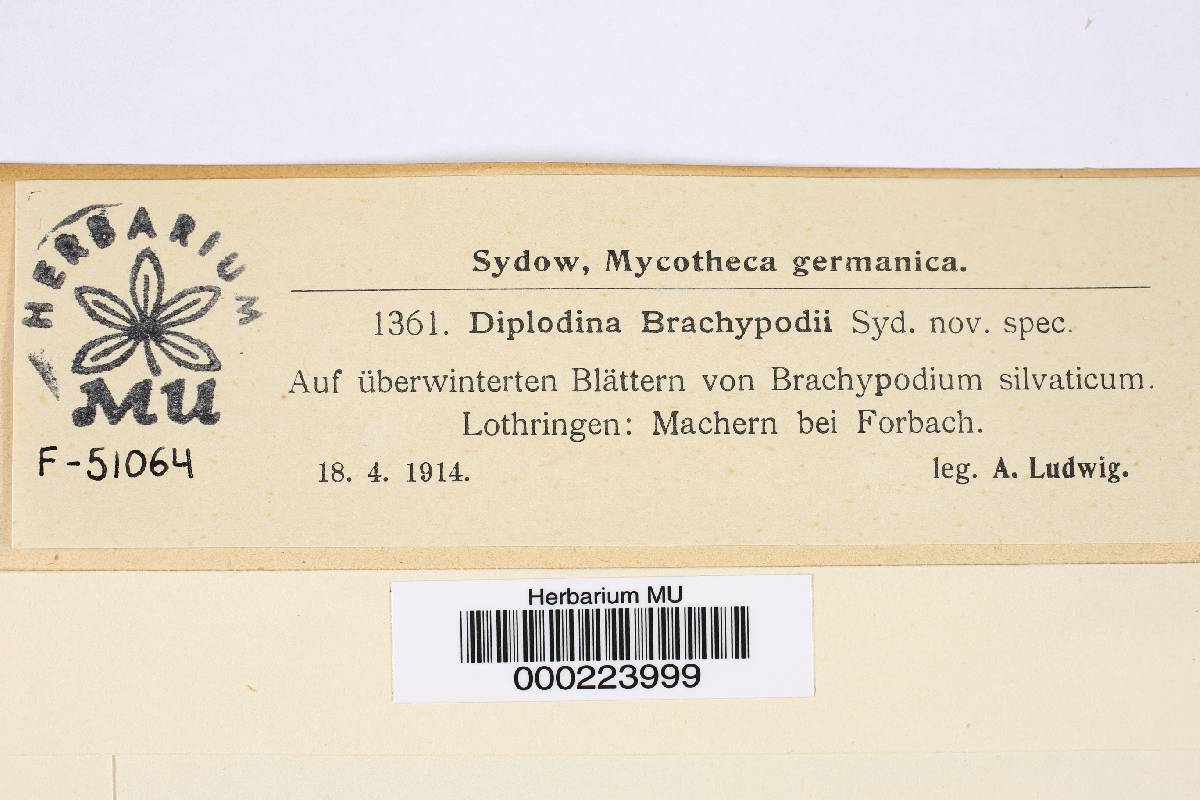 HERBARIUM
MU
F-51064
Sydow, Mycotheca germanica.
1361. Diplodina Brachypodii Syd. nov. spec.
Auf überwinterten Blättern von Brachypodium silvaticum.
Lothringen: Machern bei Forbach.
18. 4. 1914.
leg. A. Ludwig.
Herbarium MU
000223999